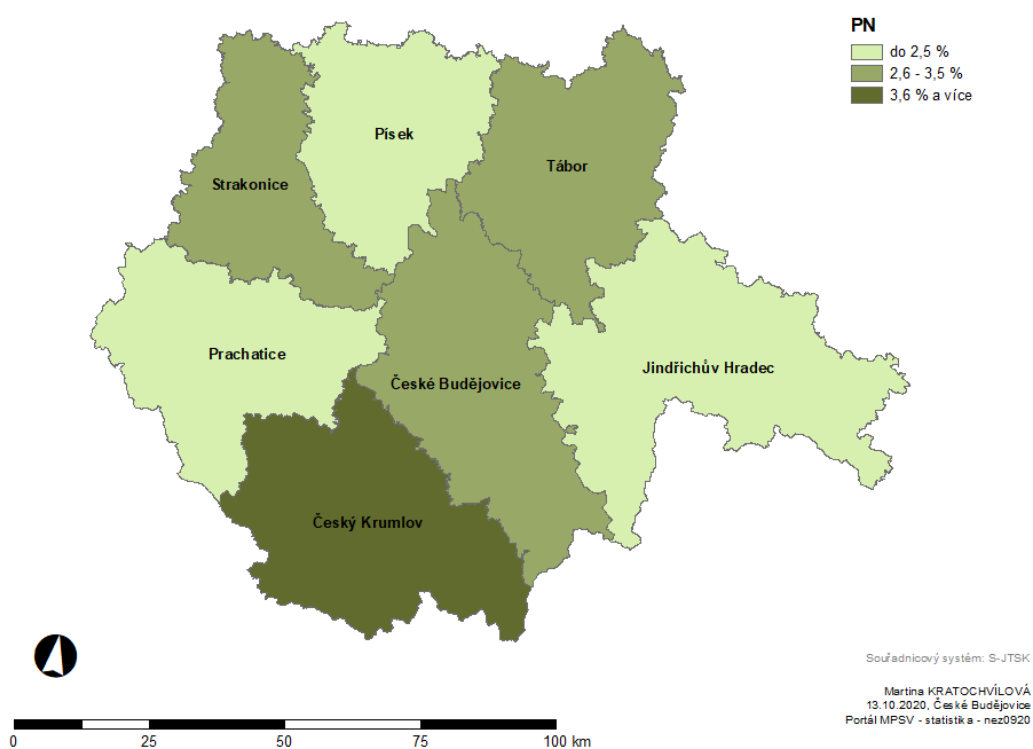 PN
do 2,5 %
2,6 - 3,5 %
3,6 % a více
Písek
Tábor
Strakonice
Prachatice
České Budějovice
Jindřichův Hradec
Český Krumlov
Souřadnicový systém: S-JTSK
Martina KRATOCHVÍLOVÁ
13.10.2020, České Budějovice
Portál MPSV - statistika - nez0920
0 25 50 75 100 km